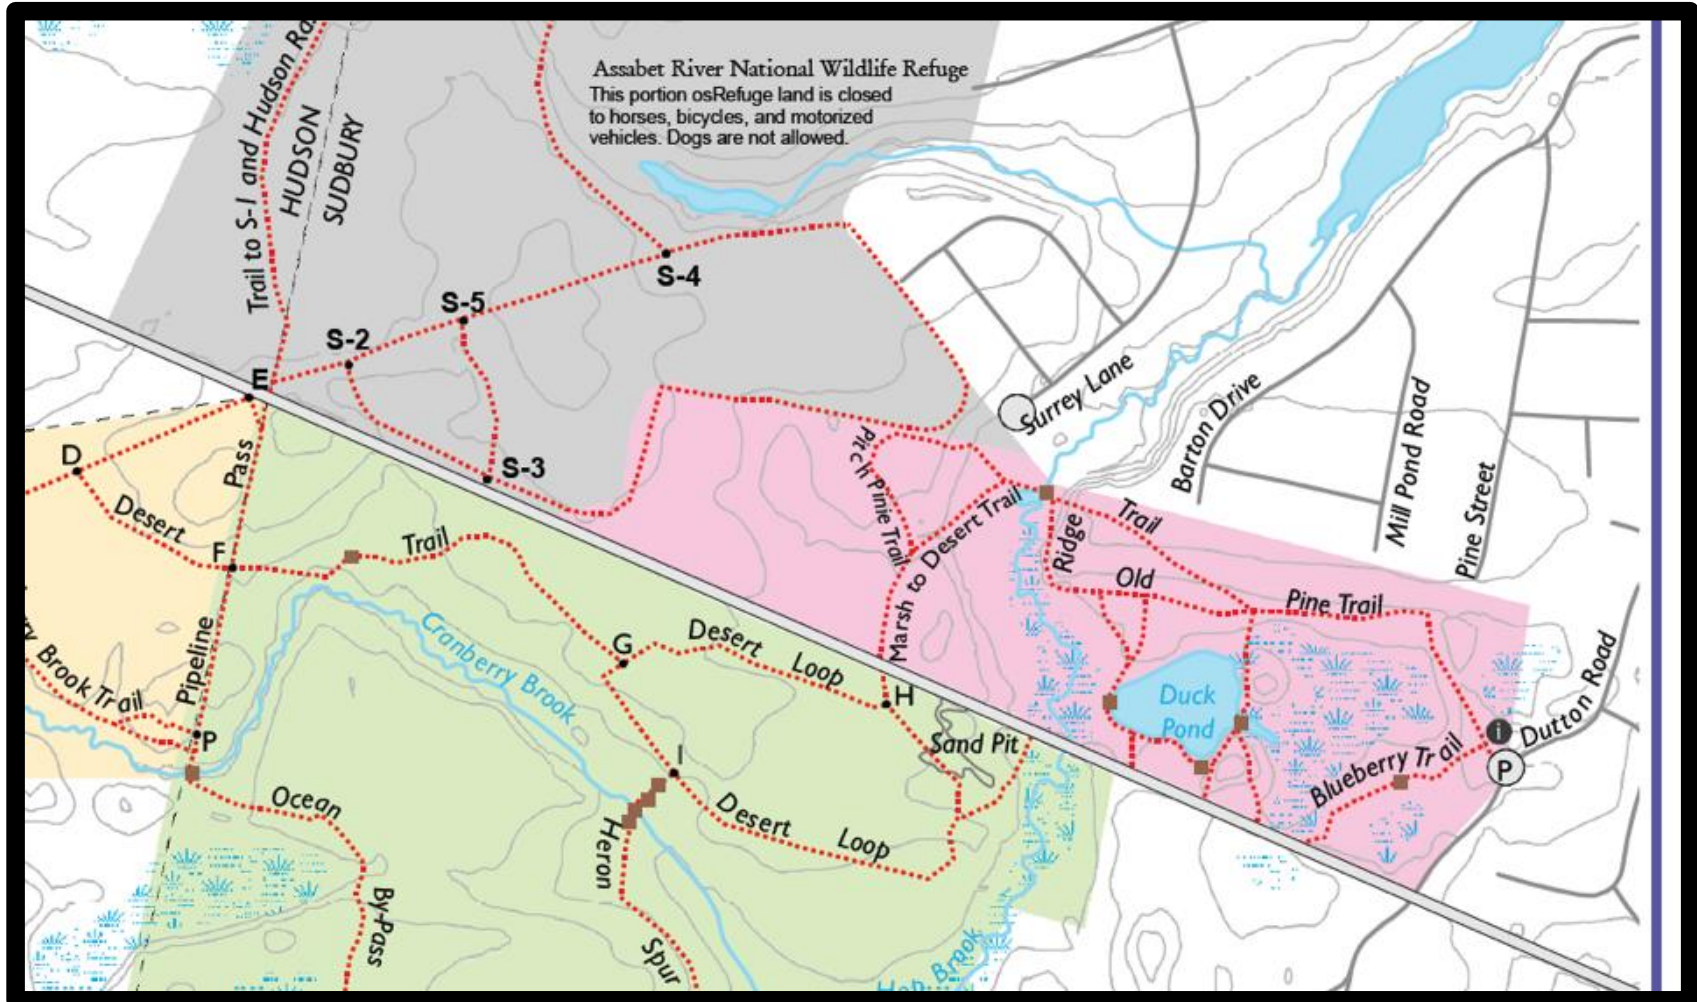 Trail to S-1 and Hudson Ra
HUDSON
SUDBURY
Assabet River National Wildlife Refuge
This portion osRefuge land is closed
to horses, bicycles, and motorized
vehicles. Dogs are not allowed.
S-4
S-5
S-2
E
S-3
Surrey Lane
Barton Drive
Mill Pond Road
Pine Street
D
Pass
Desert
F
Trail
Pitch Pinie Trail
Marsh to Desert Trail
Ridge
Trail
Old
Pine Trail
Pipeline
Cranberry Brook
G
Desert
Loop
H
ry Brook Trail
P
Sand Pit
Duck
Pond
i
P
Dutton Road
Blueberry Trail
I
Ocean
Desert
Loop
Heron
By-Pass
Spur
Hop Brook